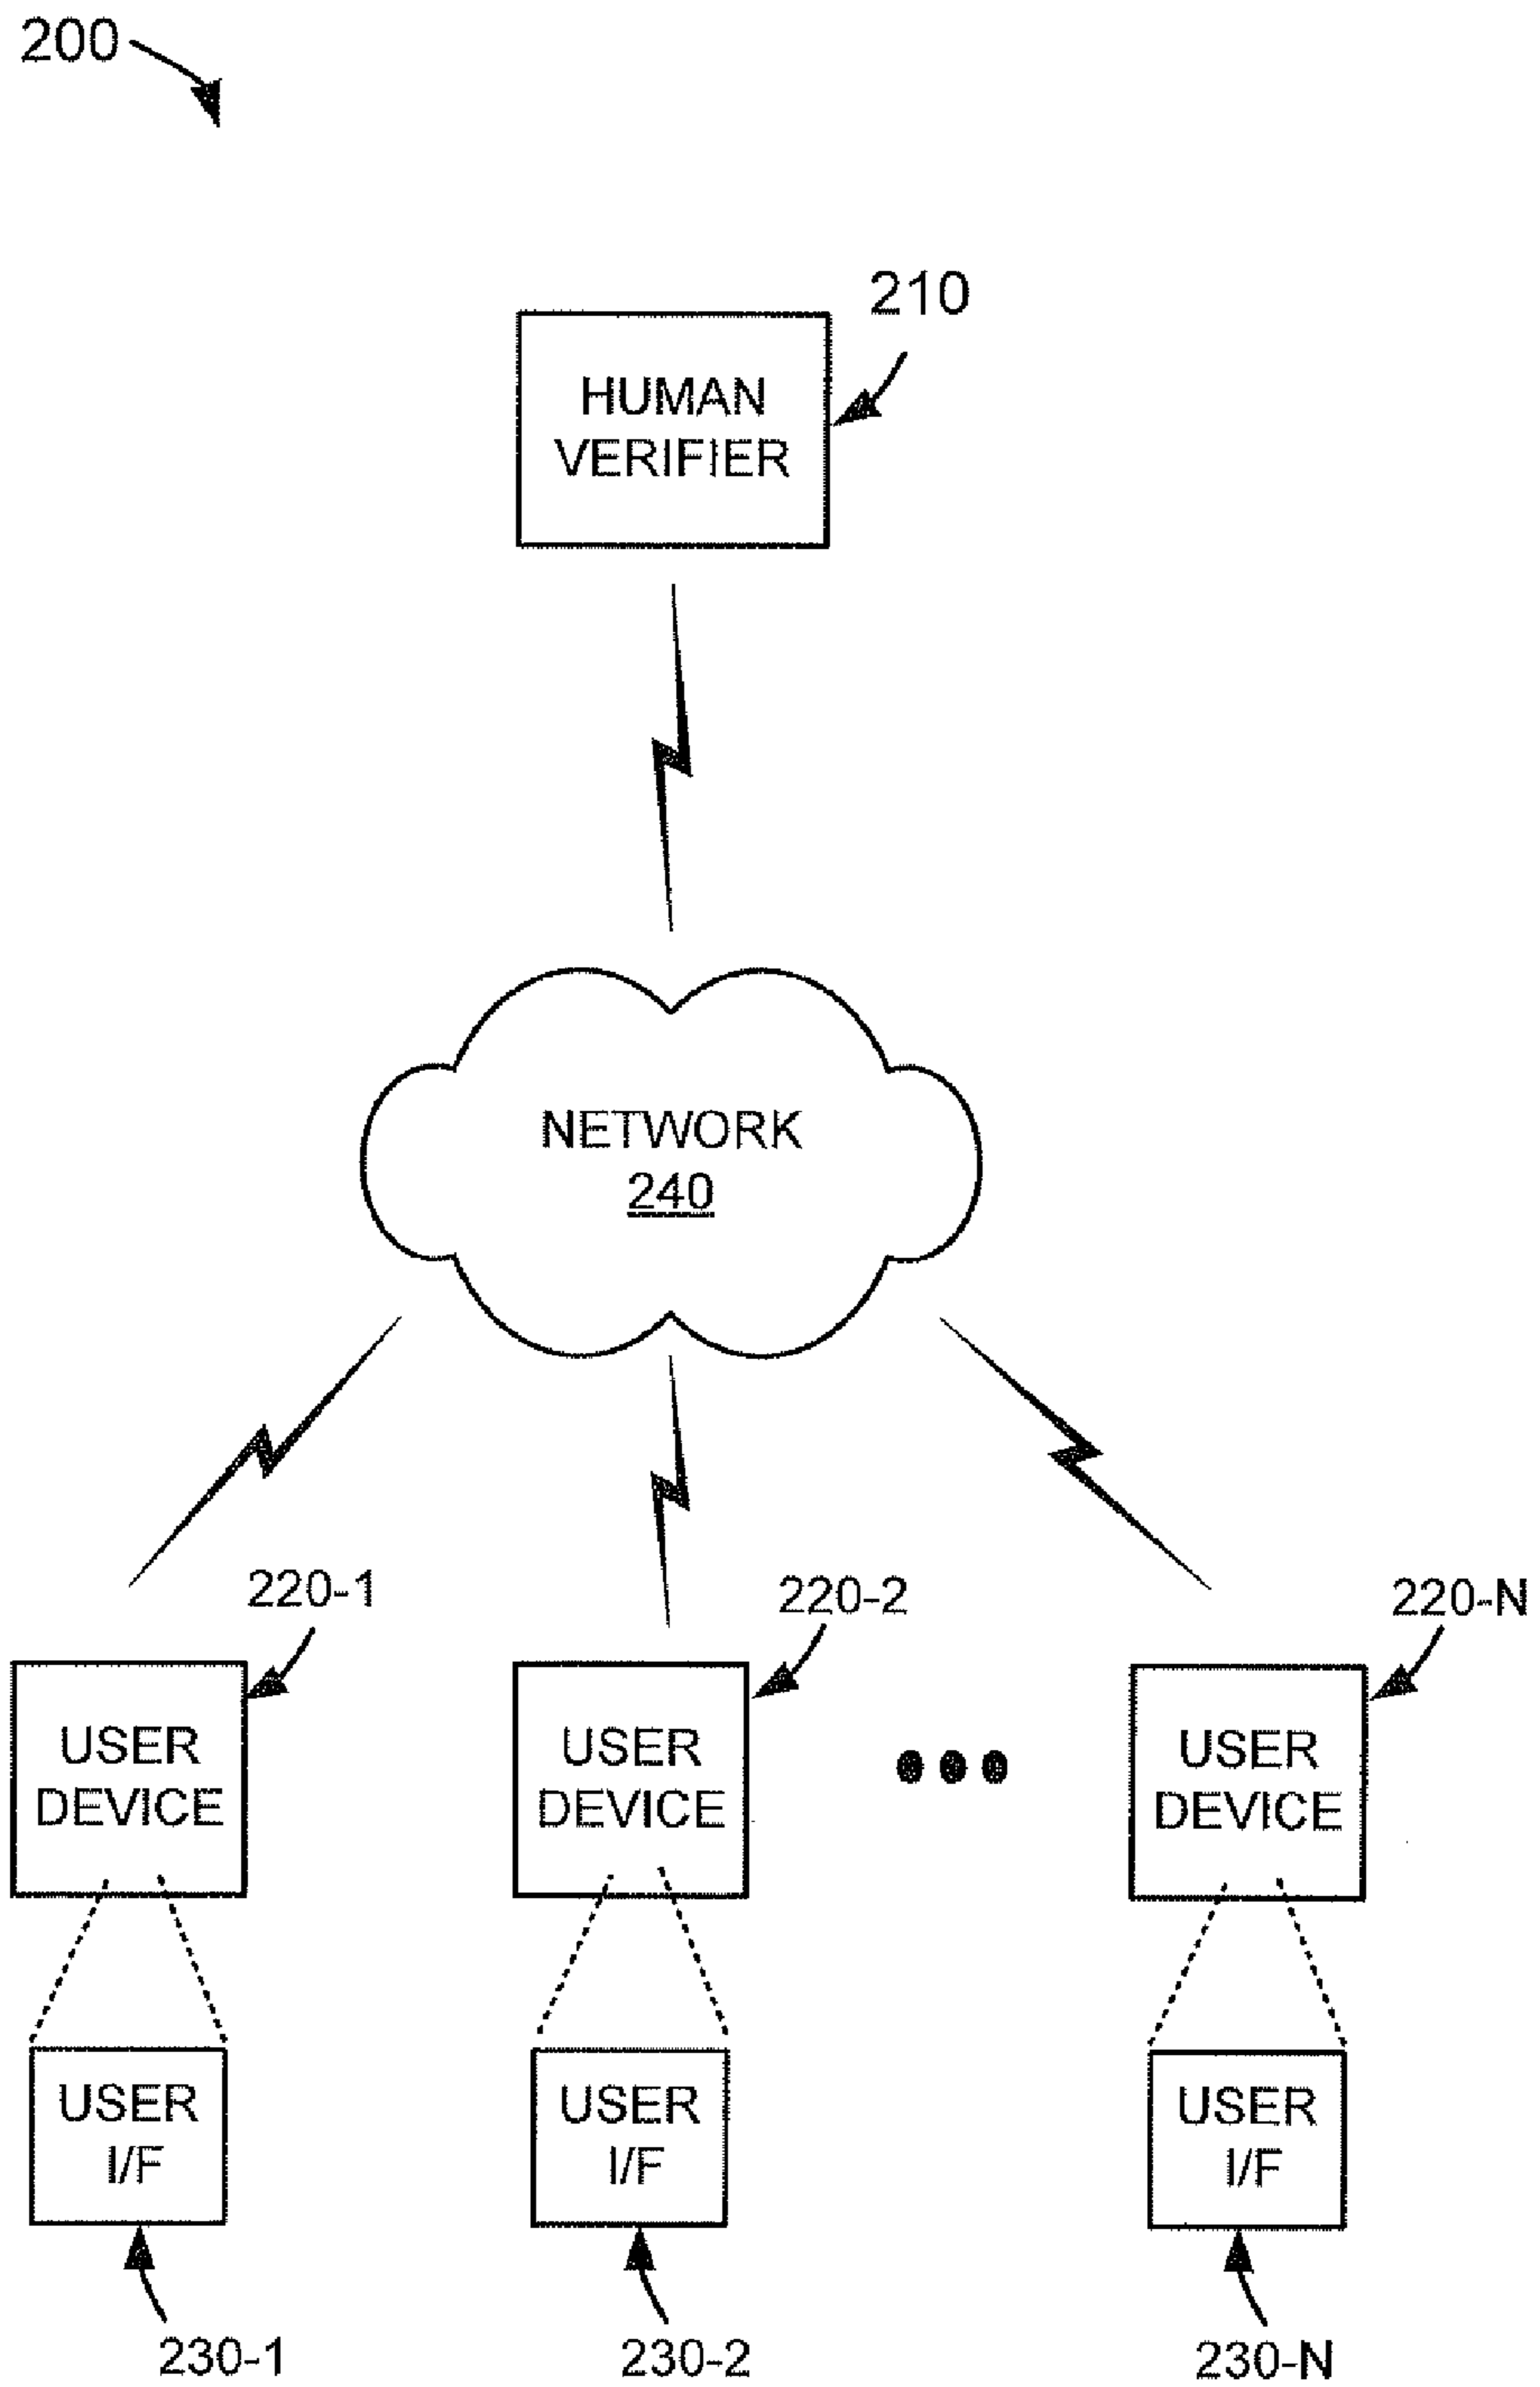 200
210
HUMAN
VERIFIER
NETWORK
240
220-1
220-2
220-N
USER
DEVICE
USER
DEVICE
USER
DEVICE
USER
I/F
USER
I/F
USER
I/F
230-1
230-2
230-N